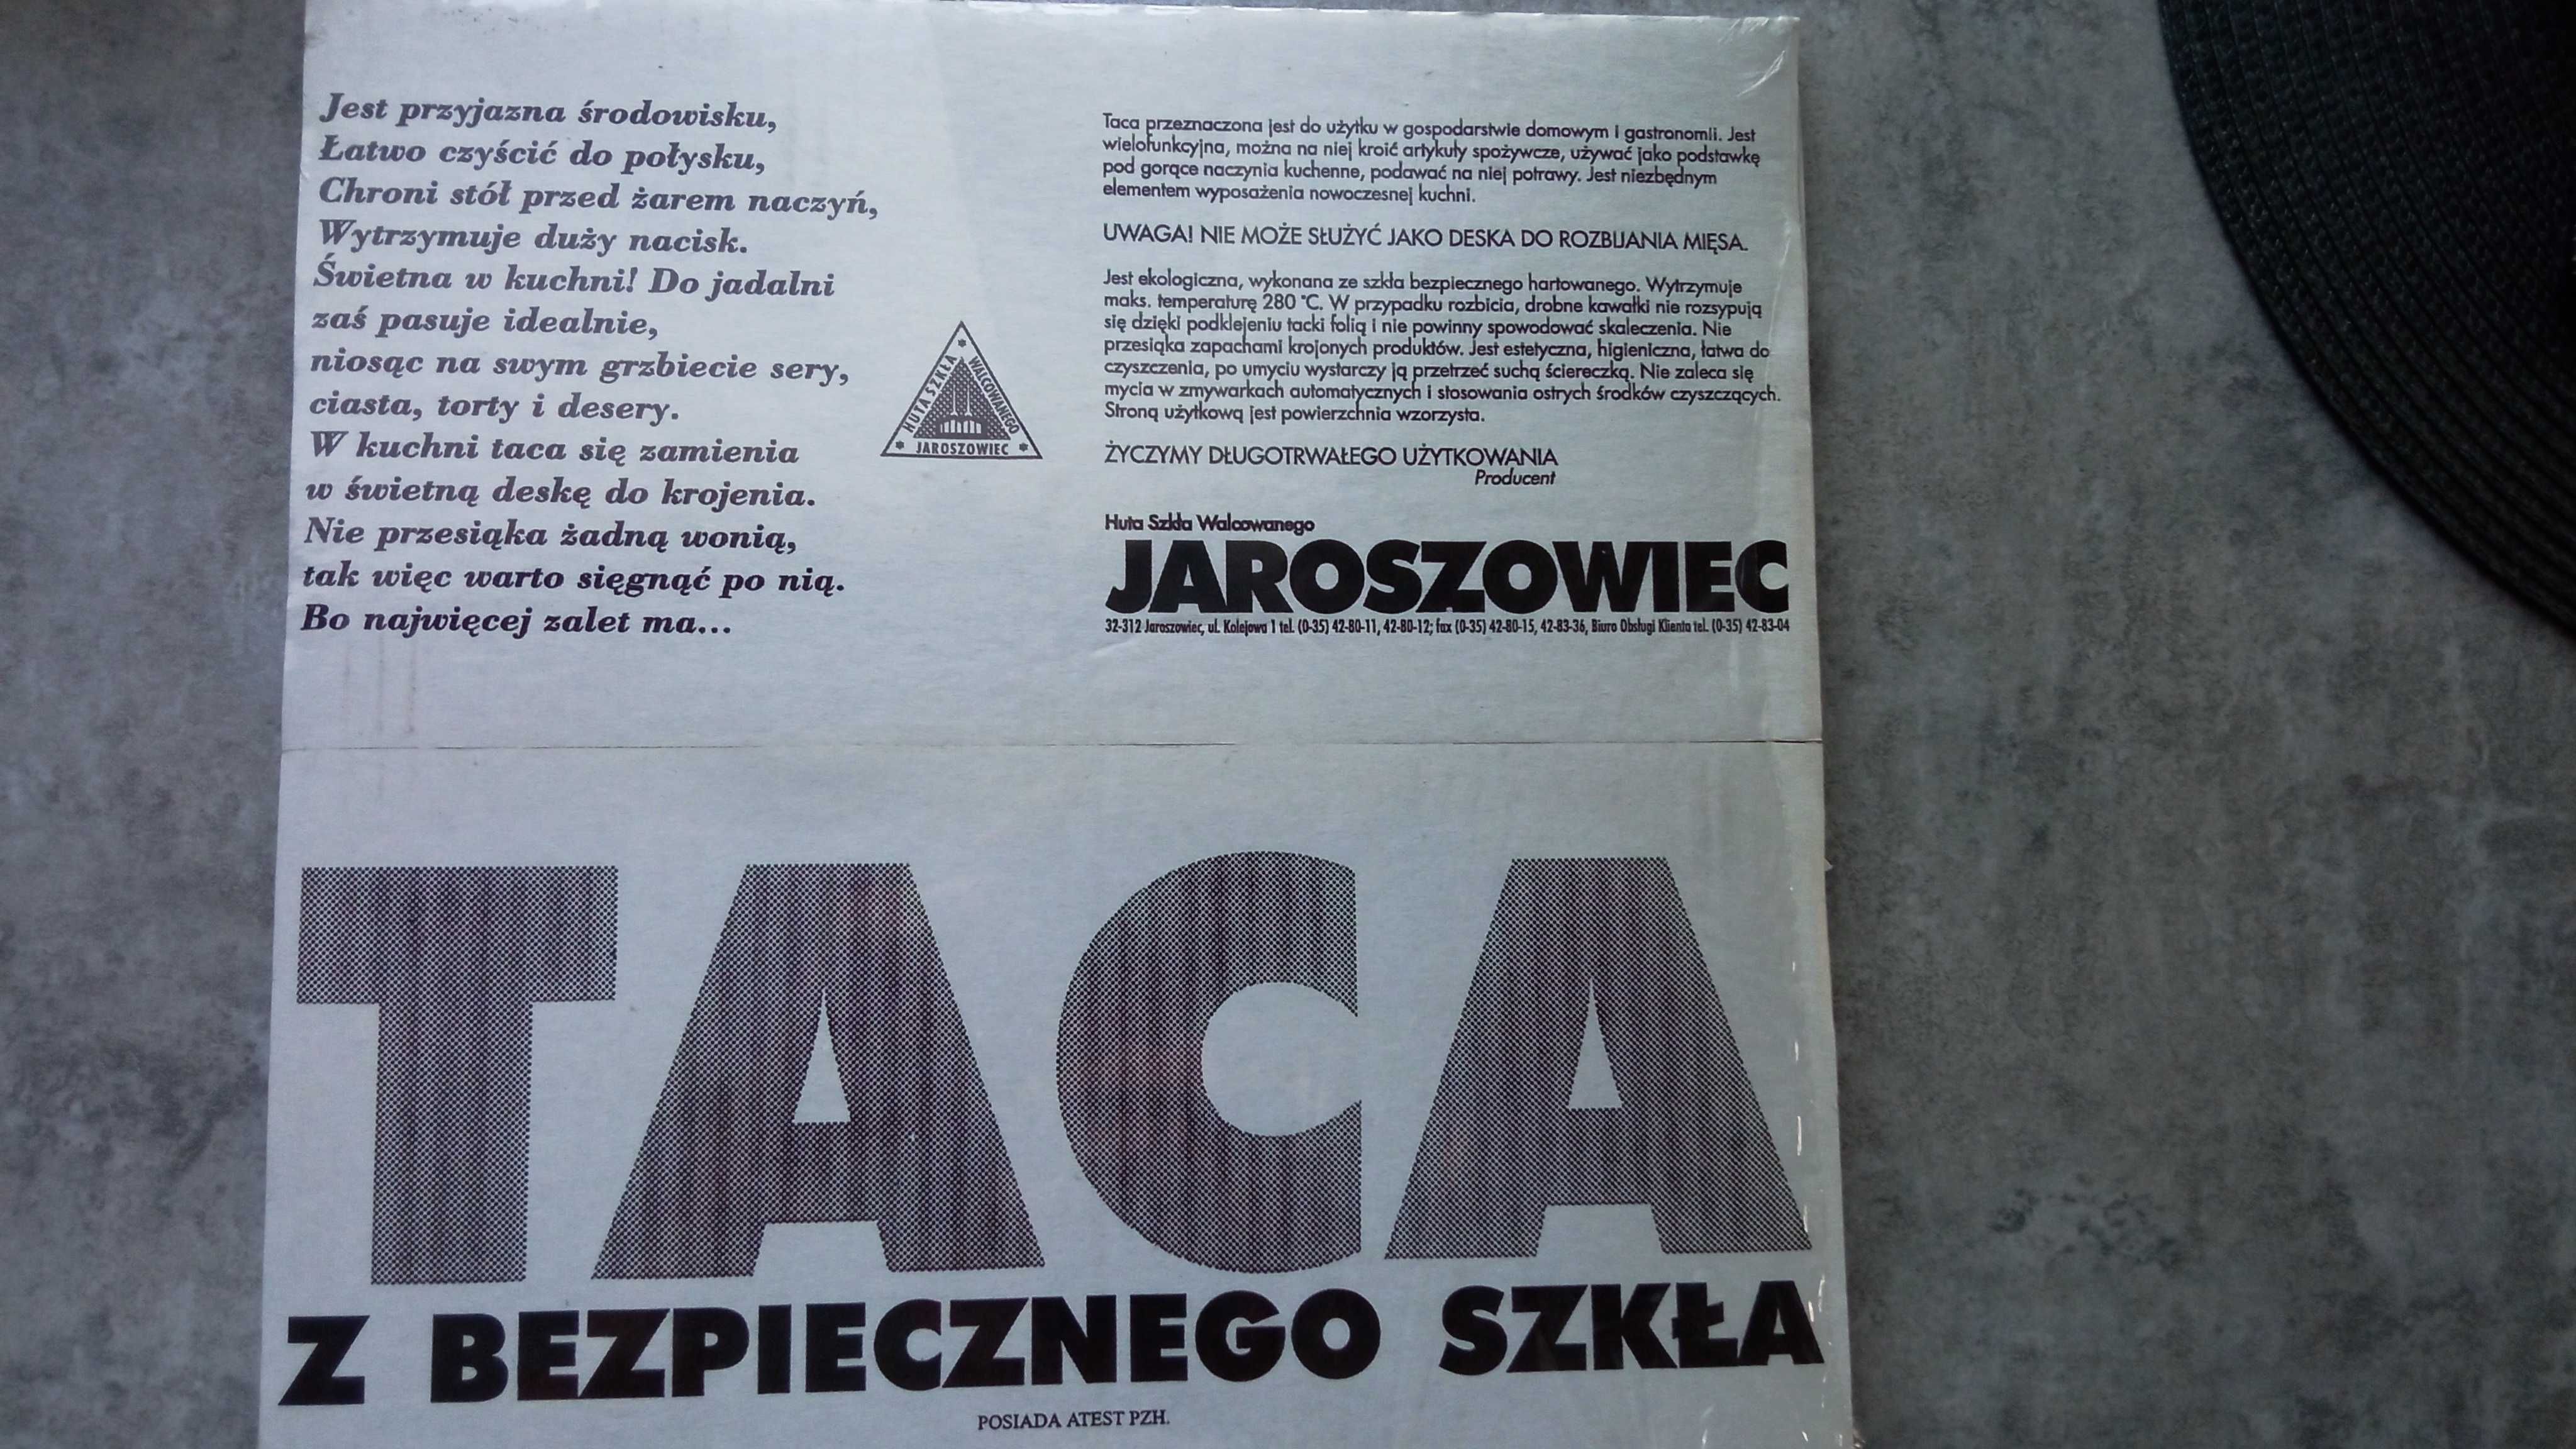 Jest przyjazna środowisku,
Łatwo czyścić do połysku,
Chroni stół przed żarem naczyń,
Wytrzymuje duży nacisk.
Świetna w kuchni! Do jadalni
zaś pasuje idealnie,
niosąc na swym grzbiecie sery,
ciasta, torty i desery.
W kuchni taca się zamienia
w świetną deskę do krojenia.
Nie przesiąka żadną wonią,
tak więc warto sięgnąć po nią.
Bo najwięcej zalet ma...
HUTA SZKŁA
WALCOWANEGO
JAROSZOWIEC
Taca przeznaczona jest do użytku w gospodarstwie domowym i gastronomii. Jest
wielofunkcyjna, można na niej kroić artykuły spożywcze, używać jako podstawkę
pod gorące naczynia kuchenne, podawać na niej potrawy. Jest niezbędnym
elementem wyposażenia nowoczesnej kuchni.
UWAGA! NIE MOŻE SŁUŻYĆ JAKO DESKA DO ROZBIJANIA MIĘSA.
Jest ekologiczna, wykonana ze szkła bezpiecznego hartowanego. Wytrzymuje
maks. temperaturę 280 °C. W przypadku rozbicia, drobne kawałki nie rozsypują
się dzięki podklejeniu tacki folią i nie powinny spowodować skaleczenia. Nie
przesiąka zapachami krojonych produktów. Jest estetyczna, higieniczna, łatwa do
czyszczenia, po umyciu wystarczy ją przetrzeć suchą ściereczką. Nie zaleca się
mycia w zmywarkach automatycznych i stosowania ostrych środków czyszczących.
Stroną użytkową jest powierzchnia wzorzysta.
ŻYCZYMY DŁUGOTRWAŁEGO UŻYTKOWANIA
Producent
Huta Szkła Walcowanego
JAROSZOWIEC
32-312 Jaroszowiec, ul. Kolejowa 1 tel. (0-35) 42-80-11, 42-80-12; fax (0-35) 42-80-15, 42-83-36, Biuro Obsługi Klienta tel. (0-35) 42-83-04
TACA
Z BEZPIECZNEGO SZKŁA
POSIADA ATEST PZH.